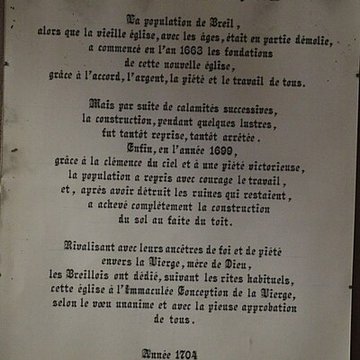 La population de Breil,
alors que la vieille église, avec les âges, était en partie démolie,
a commencé en l'an 1663 les fondations
de cette nouvelle église,
grâce à l'accord, l'argent, la piété et le travail de tous.
Mais par suite de calamités successives,
la construction, pendant quelques lustres,
fut tantôt reprise, tantôt arrêtée.
Enfin, en l'année 1699,
grâce à la clémence du ciel et à une piété victorieuse,
la population a repris avec courage le travail,
et, après avoir détruit les ruines qui restaient,
a achevé complètement la construction
du sol au faite du toit.
Rivalisant avec leurs ancêtres de foi et de piété
envers la Vierge, mère de Dieu,
les Breillois ont dédié, suivant les rites habituels,
cette église à l'Immaculée Conception de la Vierge,
selon le vœu unanime et avec la pieuse approbation
de tous.
Année 1704